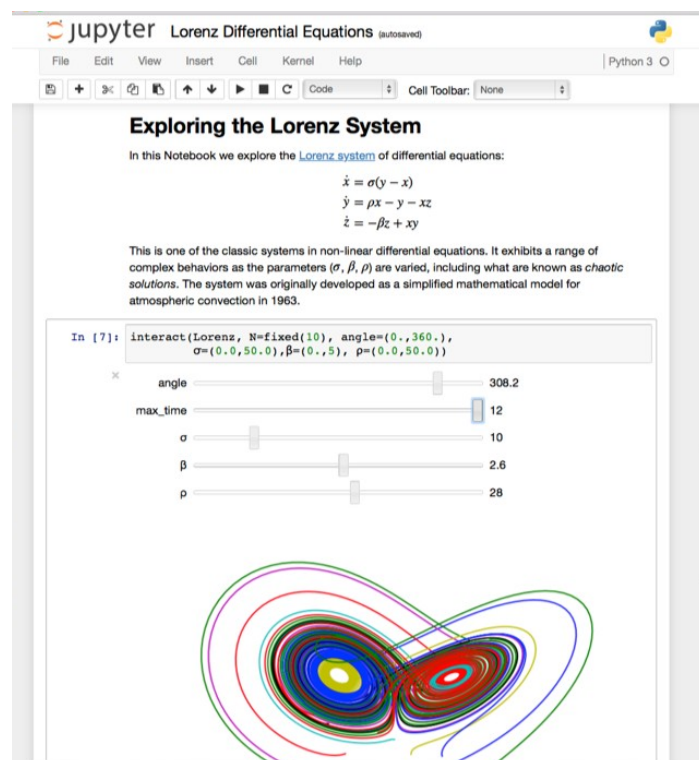 jupyter Lorenz Differential Equations (autosaved)
File Edit View Insert Cell Kernel Help Python 3
Code Cell Toolbar: None
Exploring the Lorenz System
In this Notebook we explore the Lorenz system of differential equations:
ẋ = σ(y − x)
ẏ = ρx − y − xz
ż = −βz + xy
This is one of the classic systems in non-linear differential equations. It exhibits a range of
complex behaviors as the parameters (σ, β, ρ) are varied, including what are known as chaotic
solutions. The system was originally developed as a simplified mathematical model for
atmospheric convection in 1963.
In [7]: interact(Lorenz, N=fixed(10), angle=(0.,360.),
σ=(0.0,50.0),β=(0.,5), ρ=(0.0,50.0))
angle 308.2
max_time 12
σ 10
β 2.6
ρ 28